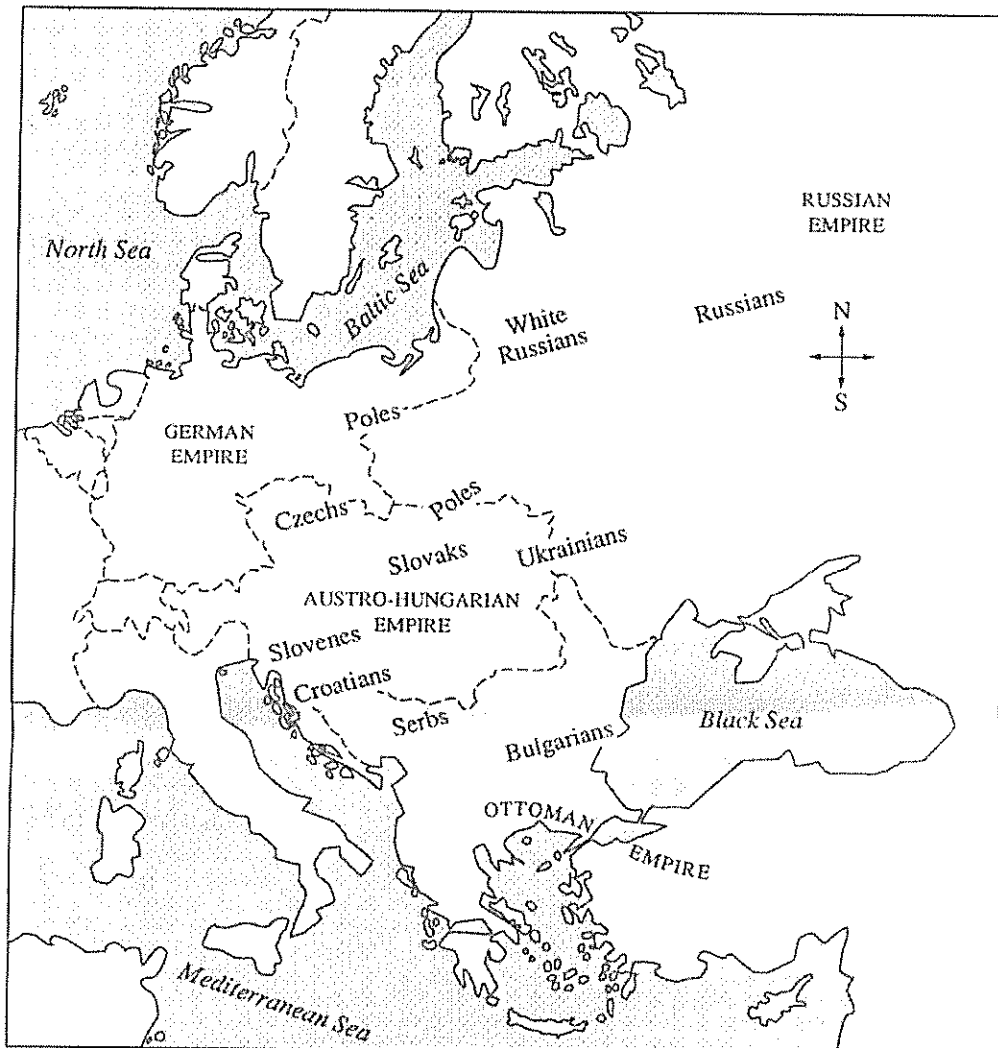 RUSSIAN
EMPIRE
North Sea
Baltic Sea
White
Russians
Russians
N
S
Poles
GERMAN
EMPIRE
Czechs
Poles
Slovaks
Ukrainians
AUSTRO-HUNGARIAN
EMPIRE
Slovenes
Croatians
Serbs
Bulgarians
Black Sea
OTTOMAN
EMPIRE
Mediterranean Sea